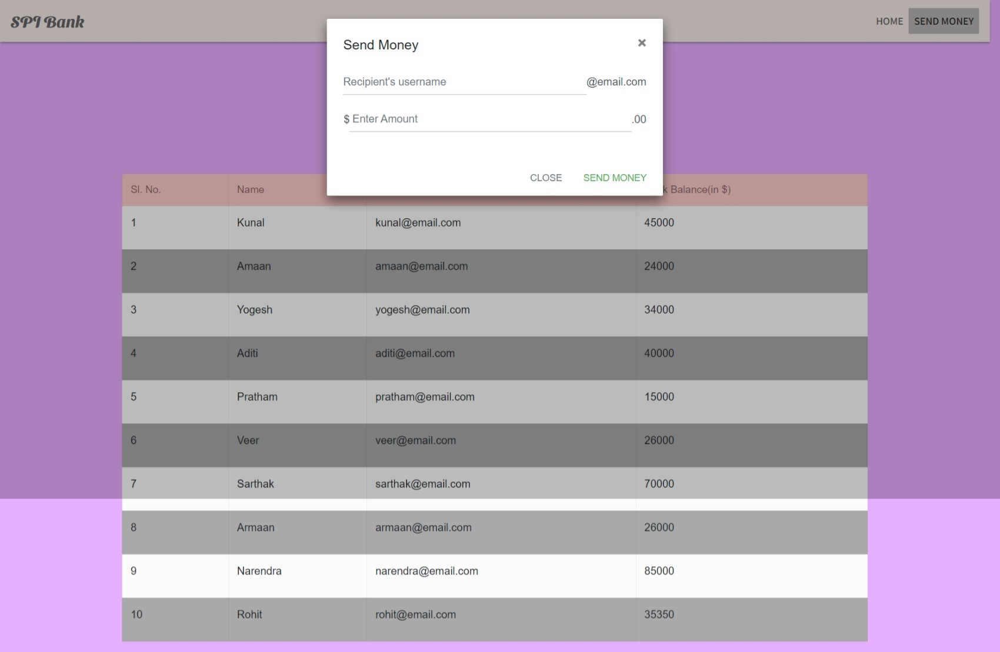 SPI Bank
HOME SEND MONEY
Send Money ×
Recipient's username @email.com
$ Enter Amount .00
CLOSE SEND MONEY
Sl. No. Name k Balance(in $)
1 Kunal kunal@email.com 45000
2 Amaan amaan@email.com 24000
3 Yogesh yogesh@email.com 34000
4 Aditi aditi@email.com 40000
5 Pratham pratham@email.com 15000
6 Veer veer@email.com 26000
7 Sarthak sarthak@email.com 70000
8 Armaan armaan@email.com 26000
9 Narendra narendra@email.com 85000
10 Rohit rohit@email.com 35350